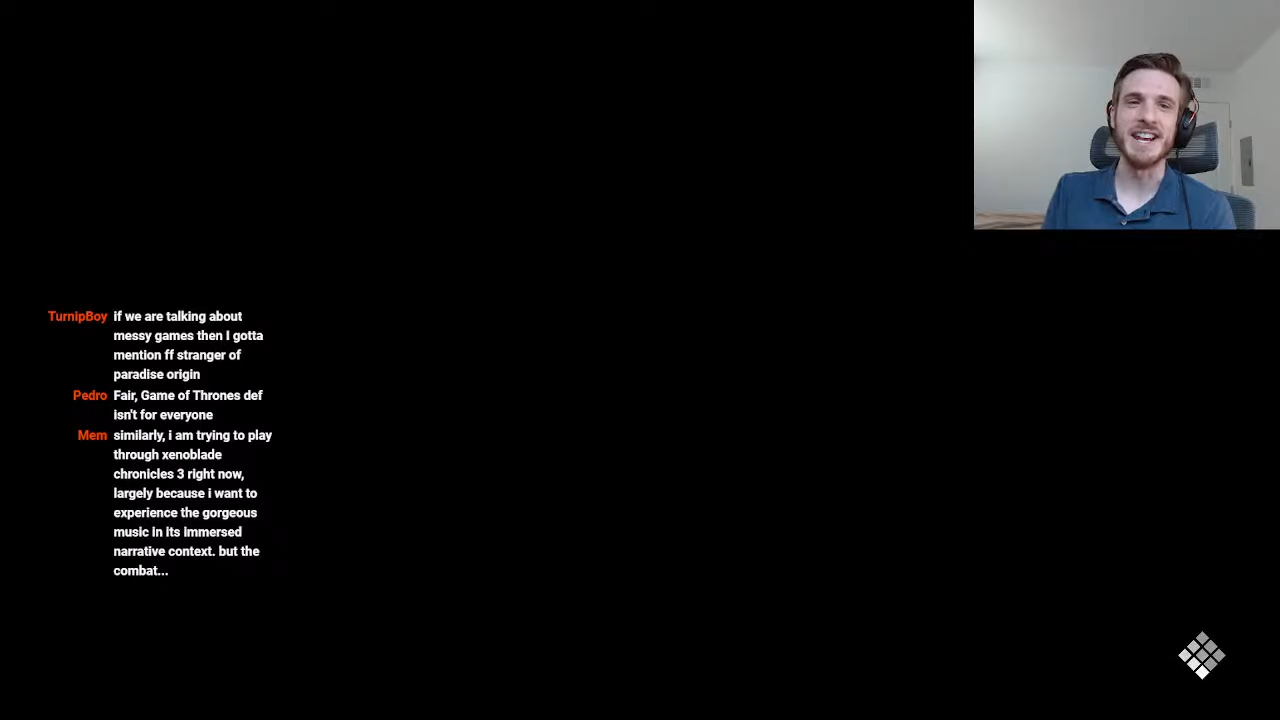 TurnipBoy if we are talking about
messy games then I gotta
mention ff stranger of
paradise origin
Pedro Fair, Game of Thrones def
isn't for everyone
Mem similarly, i am trying to play
through xenoblade
chronicles 3 right now,
largely because i want to
experience the gorgeous
music in its immersed
narrative context. but the
combat...